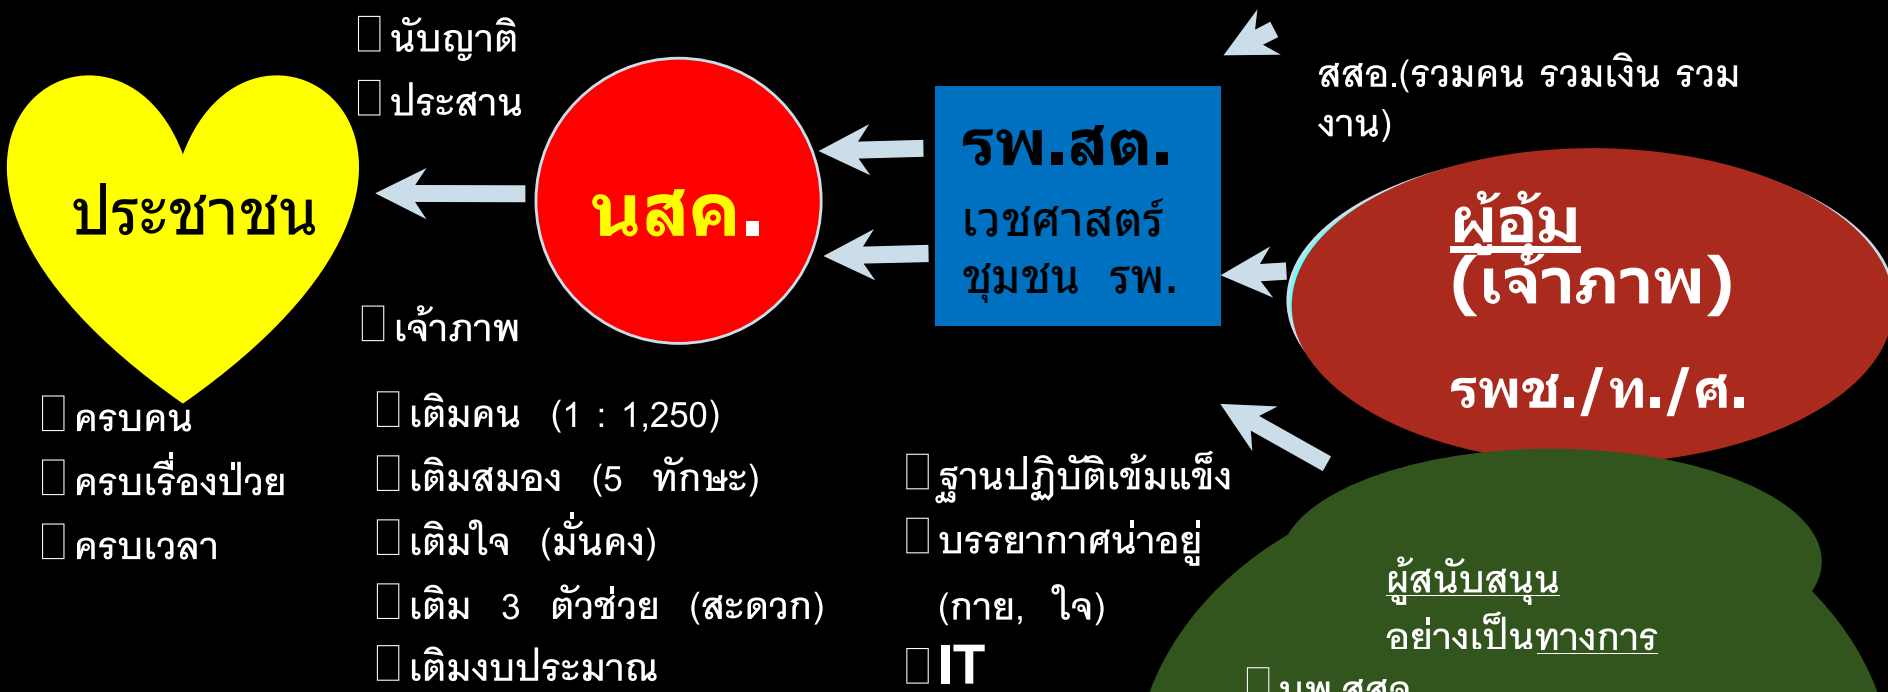 นับญาติ
ประสาน
ประชาชน
เจ้าภาพ
ครบคน
ครบเรื่องป่วย
ครบเวลา
นสค.
เติมคน (1 : 1,250)
เติมสมอง (5 ทักษะ)
เติมใจ (มั่นคง)
เติม 3 ตัวช่วย (สะดวก)
เติมงบประมาณ
รพ.สต.
เวชศาสตร์
ชุมชน รพ.
ฐานปฏิบัติเข้มแข็ง
บรรยากาศน่าอยู่
(กาย, ใจ)
IT
สสอ.(รวมคน รวมเงิน รวม
งาน)
ผู้อุ้ม
(เจ้าภาพ)
รพช./ท./ศ.
ผู้สนับสนุน
อย่างเป็นทางการ